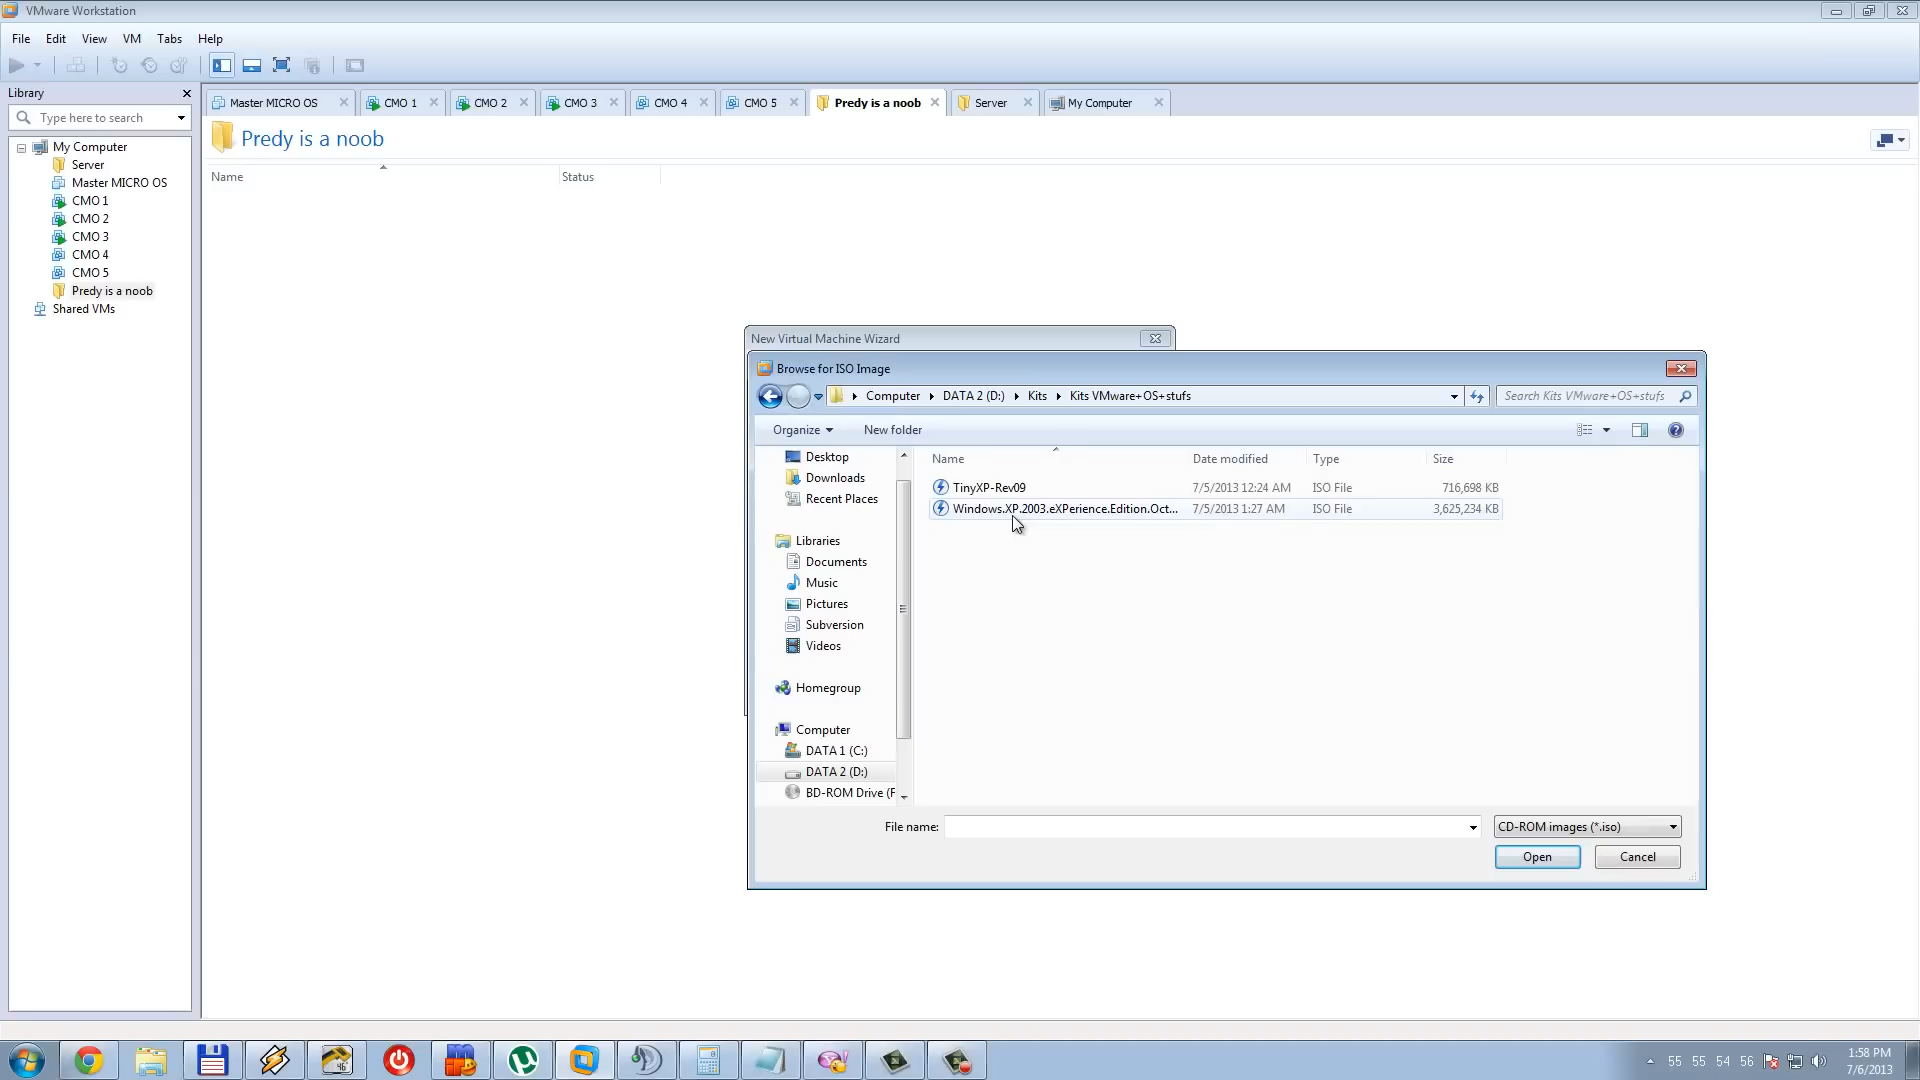 VMware Workstation
File Edit View VM Tabs Help
Library
Type here to search
My Computer
Server
Master MICRO OS
CMO 1
CMO 2
CMO 3
CMO 4
CMO 5
Predy is a noob
Shared VMs
Master MICRO OS CMO 1 CMO 2 CMO 3 CMO 4 CMO 5 Predy is a noob Server My Computer
Predy is a noob
Name Status
New Virtual Machine Wizard
Browse for ISO Image
Computer DATA 2 (D:) Kits Kits VMware+OS+stufs
Search Kits VMware+OS+stufs
Organize New folder
Desktop
Downloads
Recent Places
Libraries
Documents
Music
Pictures
Subversion
Videos
Homegroup
Computer
DATA 1 (C:)
DATA 2 (D:)
BD-ROM Drive (F
Name Date modified Type Size
TinyXP-Rev09 7/5/2013 12:24 AM ISO File 716,698 KB
Windows.XP.2003.eXPerience.Edition.Oct... 7/5/2013 1:27 AM ISO File 3,625,234 KB
File name: CD-ROM images (*.iso)
Open Cancel
55 55 54 56
1:58 PM
7/6/2013